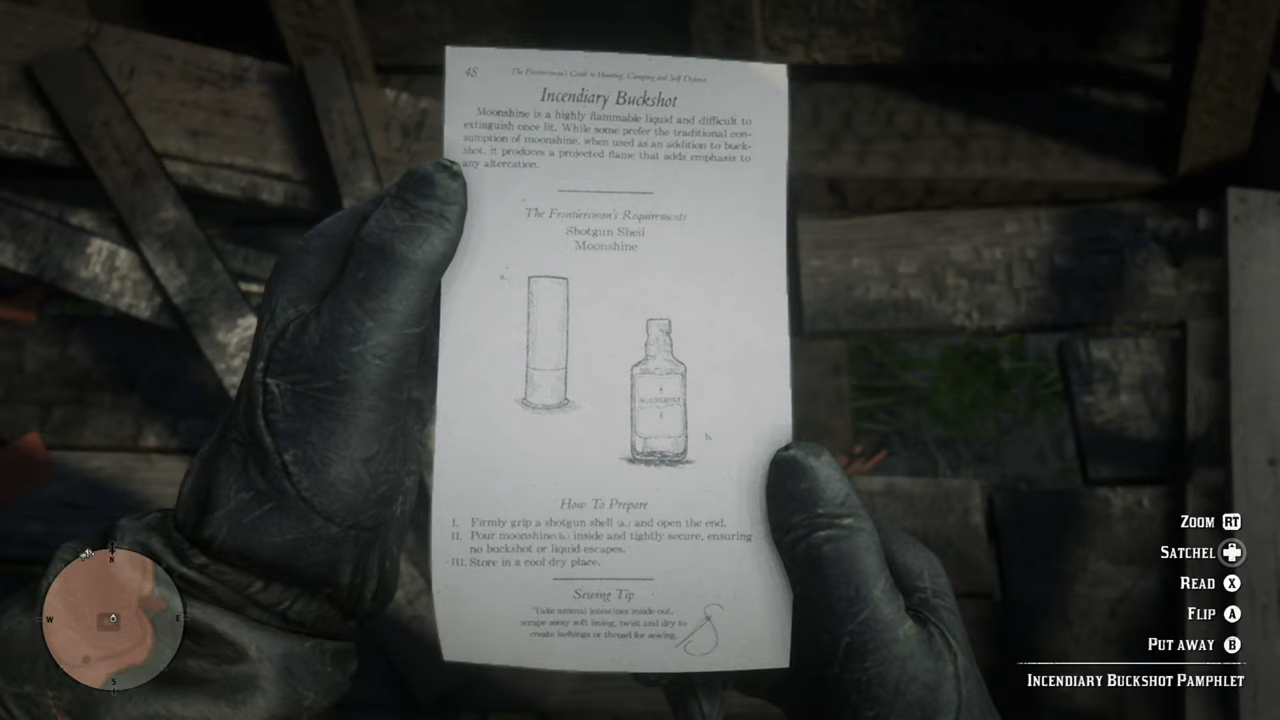 48
The Frontiersman's Guide to Hunting, Camping and Self Defense
Incendiary Buckshot
Moonshine is a highly flammable liquid and difficult to
extinguish once lit. While some prefer the traditional con-
sumption of moonshine, when used as an addition to buck-
shot, it produces a projected flame that adds emphasis to
any altercation.
The Frontiersman's Requirements
Shotgun Shell
Moonshine
a.
MOONSHINE
b.
How To Prepare
I. Firmly grip a shotgun shell (a.) and open the end.
II. Pour moonshine(b.) inside and tightly secure, ensuring
no buckshot or liquid escapes.
III. Store in a cool dry place.
Sewing Tip
Take animal intestines inside out,
scrape away soft lining, twist and dry to
create lashings or thread for sewing.
N
W
E
S
ZOOM RT
SATCHEL
READ X
FLIP A
PUT AWAY B
INCENDIARY BUCKSHOT PAMPHLET